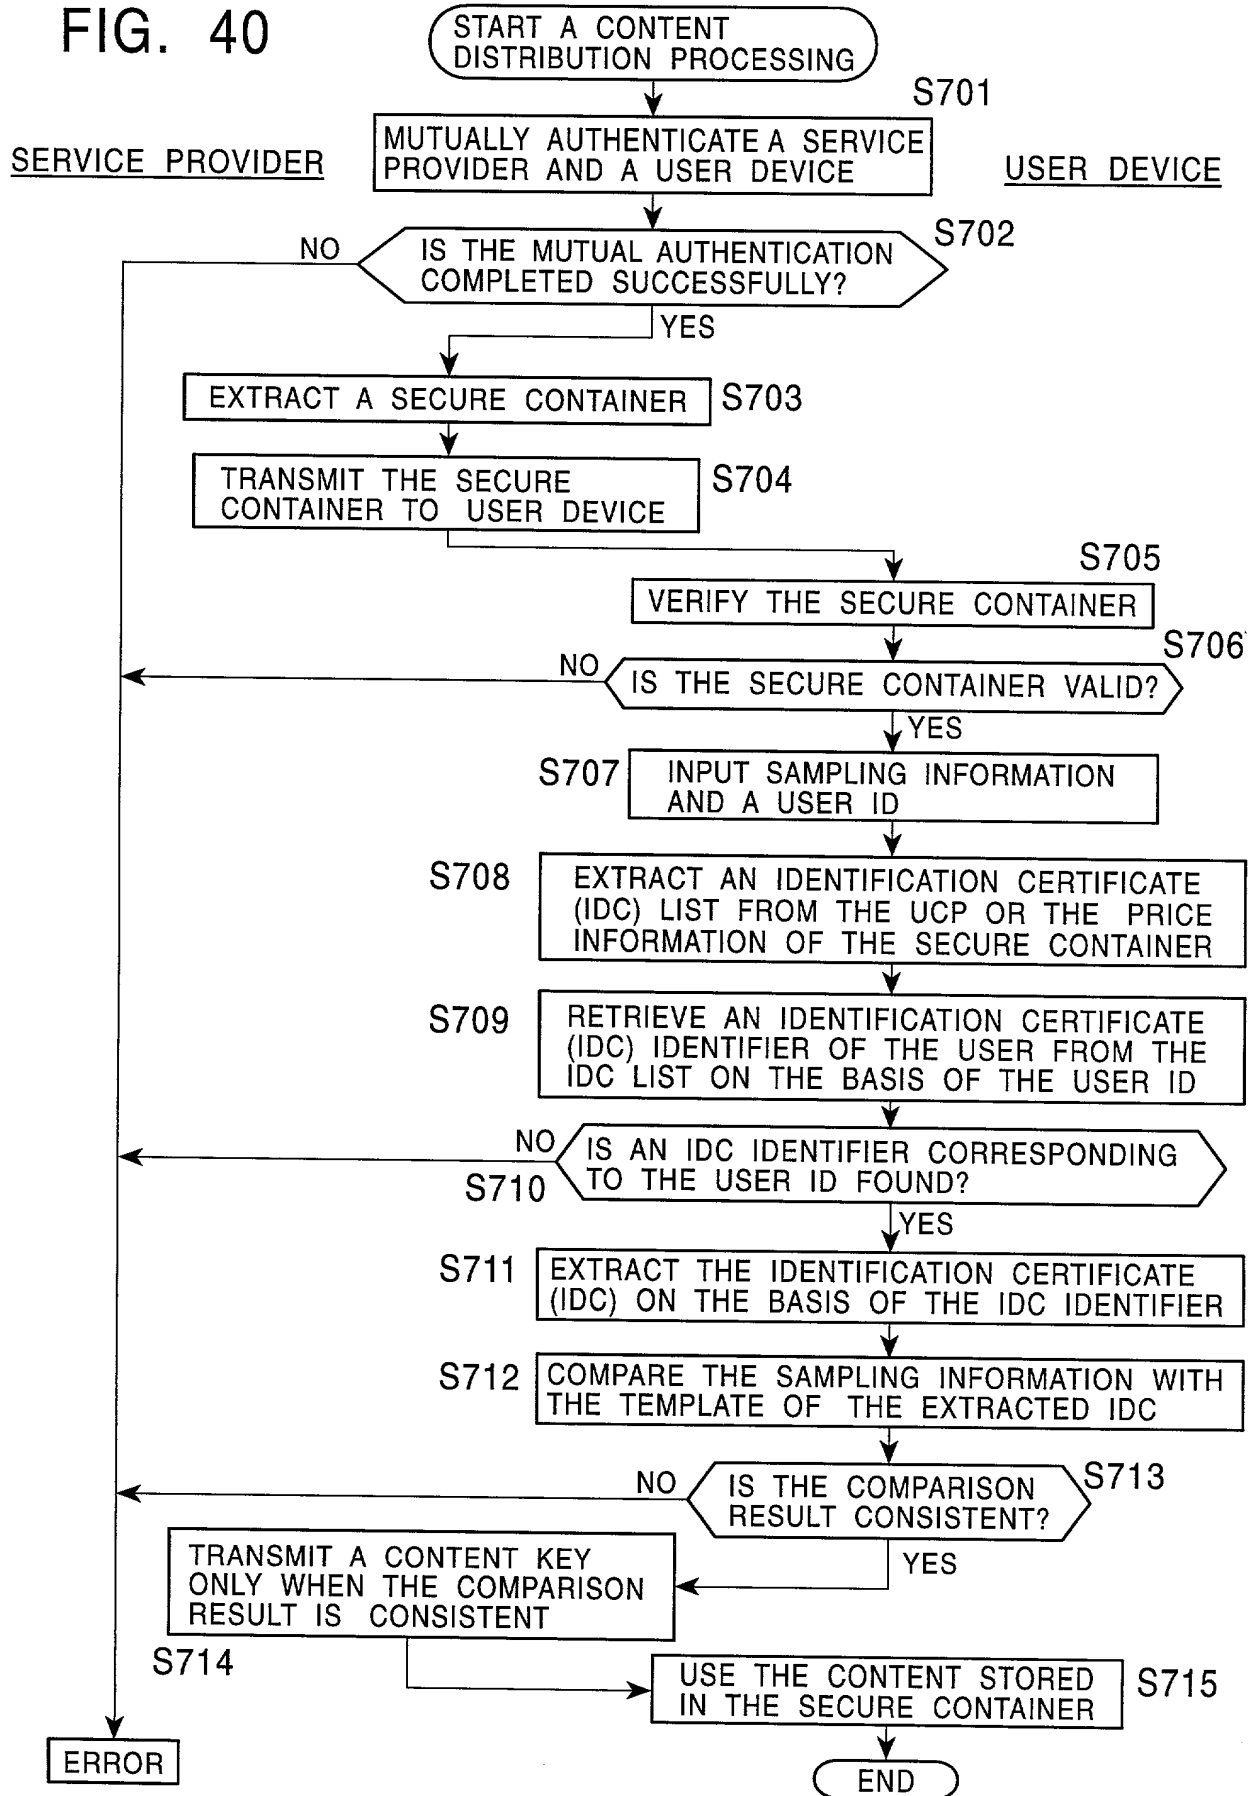 FIG. 40
START A CONTENT
DISTRIBUTION PROCESSING
S701
MUTUALLY AUTHENTICATE A SERVICE
PROVIDER AND A USER DEVICE
SERVICE PROVIDER
USER DEVICE
S702
NO
IS THE MUTUAL AUTHENTICATION
COMPLETED SUCCESSFULLY?
YES
EXTRACT A SECURE CONTAINER
S703
TRANSMIT THE SECURE
CONTAINER TO USER DEVICE
S704
S705
VERIFY THE SECURE CONTAINER
S706
NO
IS THE SECURE CONTAINER VALID?
YES
S707
INPUT SAMPLING INFORMATION
AND A USER ID
S708
EXTRACT AN IDENTIFICATION CERTIFICATE
(IDC) LIST FROM THE UCP OR THE PRICE
INFORMATION OF THE SECURE CONTAINER
S709
RETRIEVE AN IDENTIFICATION CERTIFICATE
(IDC) IDENTIFIER OF THE USER FROM THE
IDC LIST ON THE BASIS OF THE USER ID
NO
IS AN IDC IDENTIFIER CORRESPONDING
TO THE USER ID FOUND?
S710
YES
S711
EXTRACT THE IDENTIFICATION CERTIFICATE
(IDC) ON THE BASIS OF THE IDC IDENTIFIER
S712
COMPARE THE SAMPLING INFORMATION WITH
THE TEMPLATE OF THE EXTRACTED IDC
NO
IS THE COMPARISON
RESULT CONSISTENT?
S713
YES
TRANSMIT A CONTENT KEY
ONLY WHEN THE COMPARISON
RESULT IS CONSISTENT
S714
USE THE CONTENT STORED
IN THE SECURE CONTAINER
S715
ERROR
END